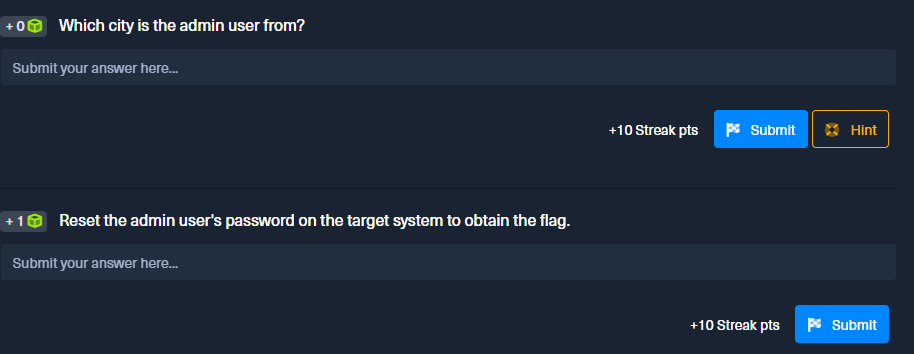 + 0 Which city is the admin user from?
Submit your answer here...
+10 Streak pts Submit Hint
+ 1 Reset the admin user's password on the target system to obtain the flag.
Submit your answer here...
+10 Streak pts Submit